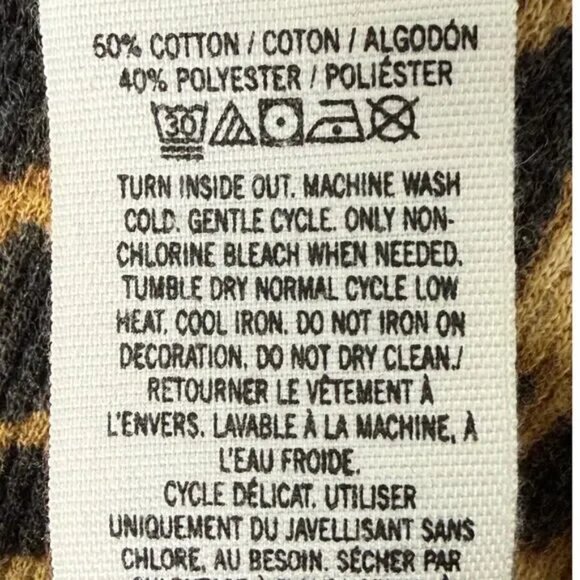 60% COTTON / COTON / ALGODÓN
40% POLYESTER / POLIÉSTER
30
TURN INSIDE OUT. MACHINE WASH
COLD. GENTLE CYCLE. ONLY NON-
CHLORINE BLEACH WHEN NEEDED.
TUMBLE DRY NORMAL CYCLE LOW
HEAT. COOL IRON. DO NOT IRON ON
DECORATION. DO NOT DRY CLEAN./
RETOURNER LE VÊTEMENT À
L'ENVERS. LAVABLE À LA MACHINE, À
L'EAU FROIDE.
CYCLE DÉLICAT. UTILISER
UNIQUEMENT DU JAVELLISANT SANS
CHLORE, AU BESOIN. SÉCHER PAR